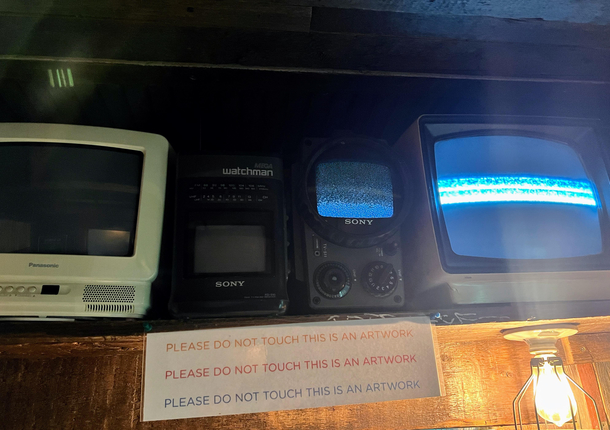 Panasonic
watchman
SONY
SONY
PLEASE DO NOT TOUCH THIS IS AN ARTWORK
PLEASE DO NOT TOUCH THIS IS AN ARTWORK
PLEASE DO NOT TOUCH THIS IS AN ARTWORK